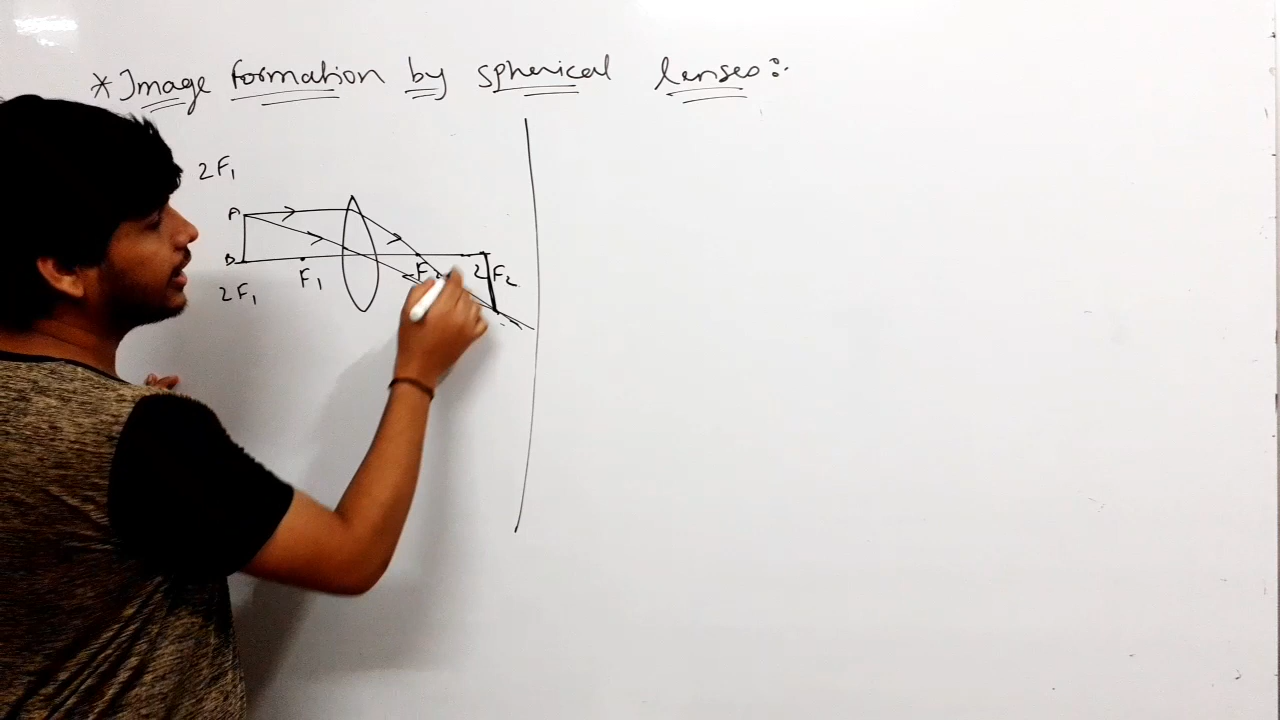 * Image formation by spherical lenses :-
2F₁
A
B F₁ F₂ 2F₂
2F₁